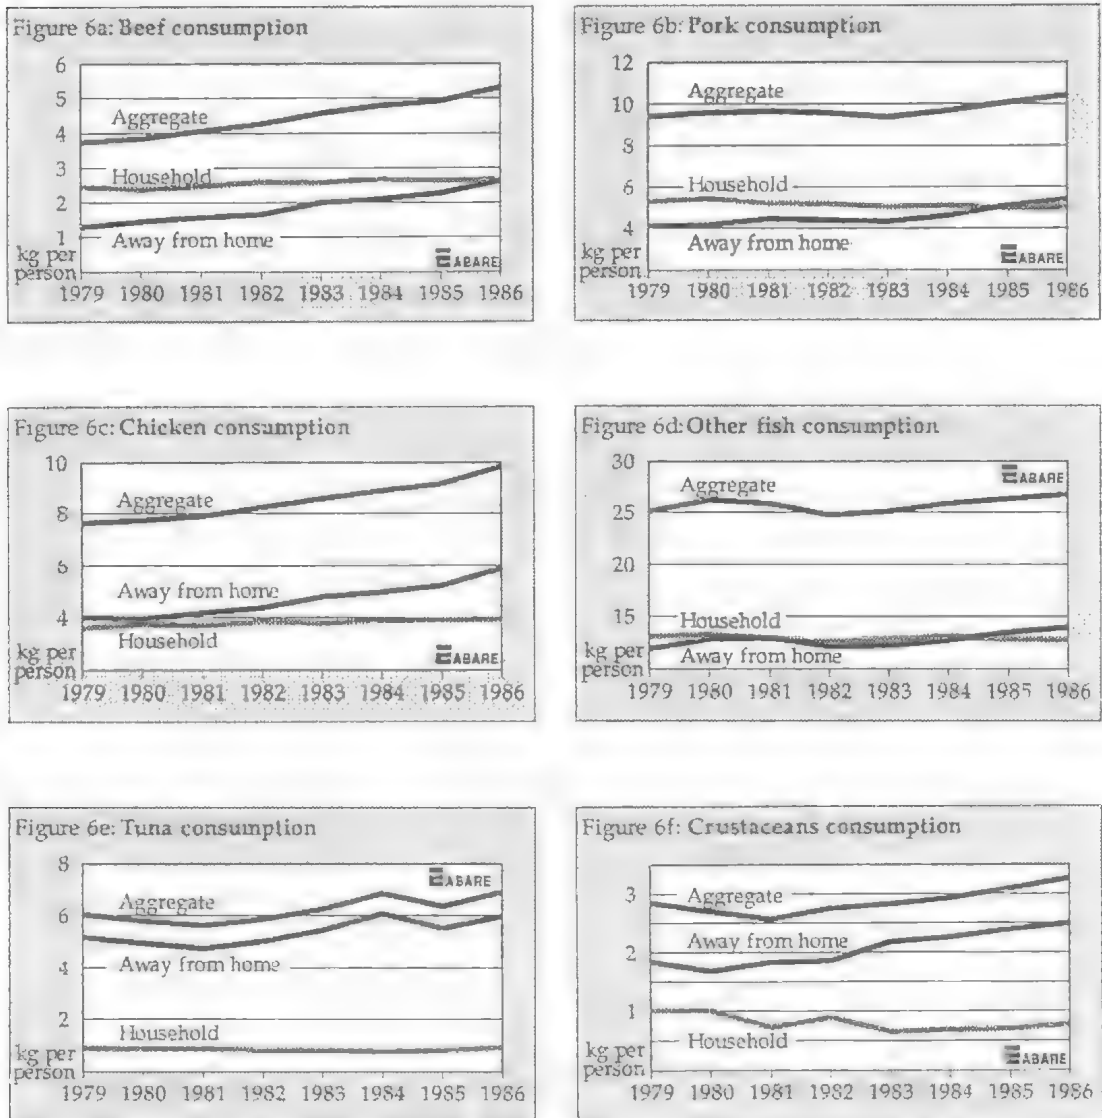 Figure 6a: Beef consumption
6
5
Aggregate
4
3
Household
2
1
Away from home
kg per
person
ABARE
1979 1980 1981 1982 1983 1984 1985 1986
Figure 6b: Pork consumption
12
Aggregate
10
8
Household
6
4
Away from home
kg per
person
ABARE
1979 1980 1981 1982 1983 1984 1985 1986
Figure 6c: Chicken consumption
10
Aggregate
8
6
Away from home
4
Household
kg per
person
ABARE
1979 1980 1981 1982 1983 1984 1985 1986
Figure 6d: Other fish consumption
30
ABARE
Aggregate
25
20
15
Household
Away from home
kg per
person
1979 1980 1981 1982 1983 1984 1985 1986
Figure 6e: Tuna consumption
8
ABARE
Aggregate
6
Away from home
4
2
Household
kg per
person
1979 1980 1981 1982 1983 1984 1985 1986
Figure 6f: Crustaceans consumption
3
Aggregate
Away from home
2
1
Household
kg per
person
ABARE
1979 1980 1981 1982 1983 1984 1985 1986